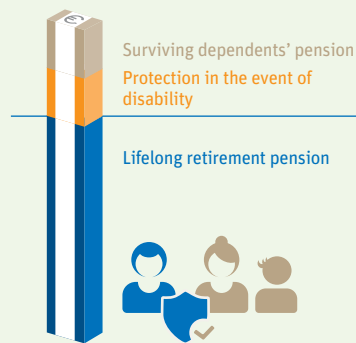 €
Surviving dependents’ pension
Protection in the event of
disability
Lifelong retirement pension